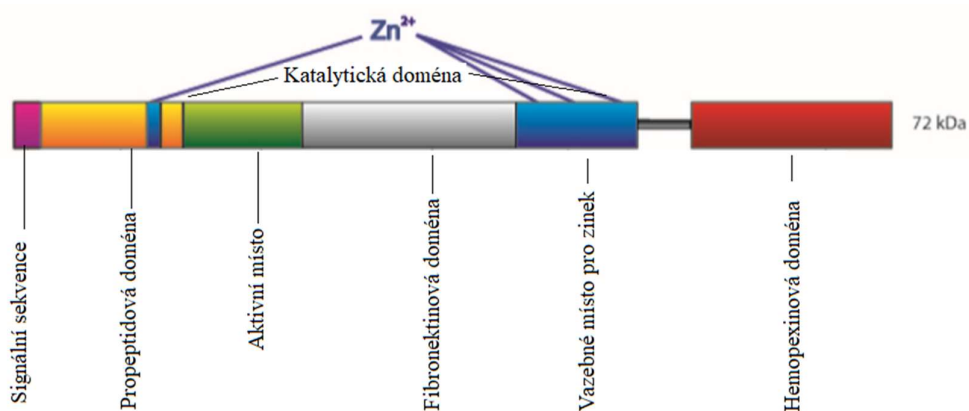 Zn²⁺
Katalytická doména
72 kDa
Signální sekvence
Propeptidová doména
Aktivní místo
Fibronektinová doména
Vazebné místo pro zinek
Hemopexinová doména